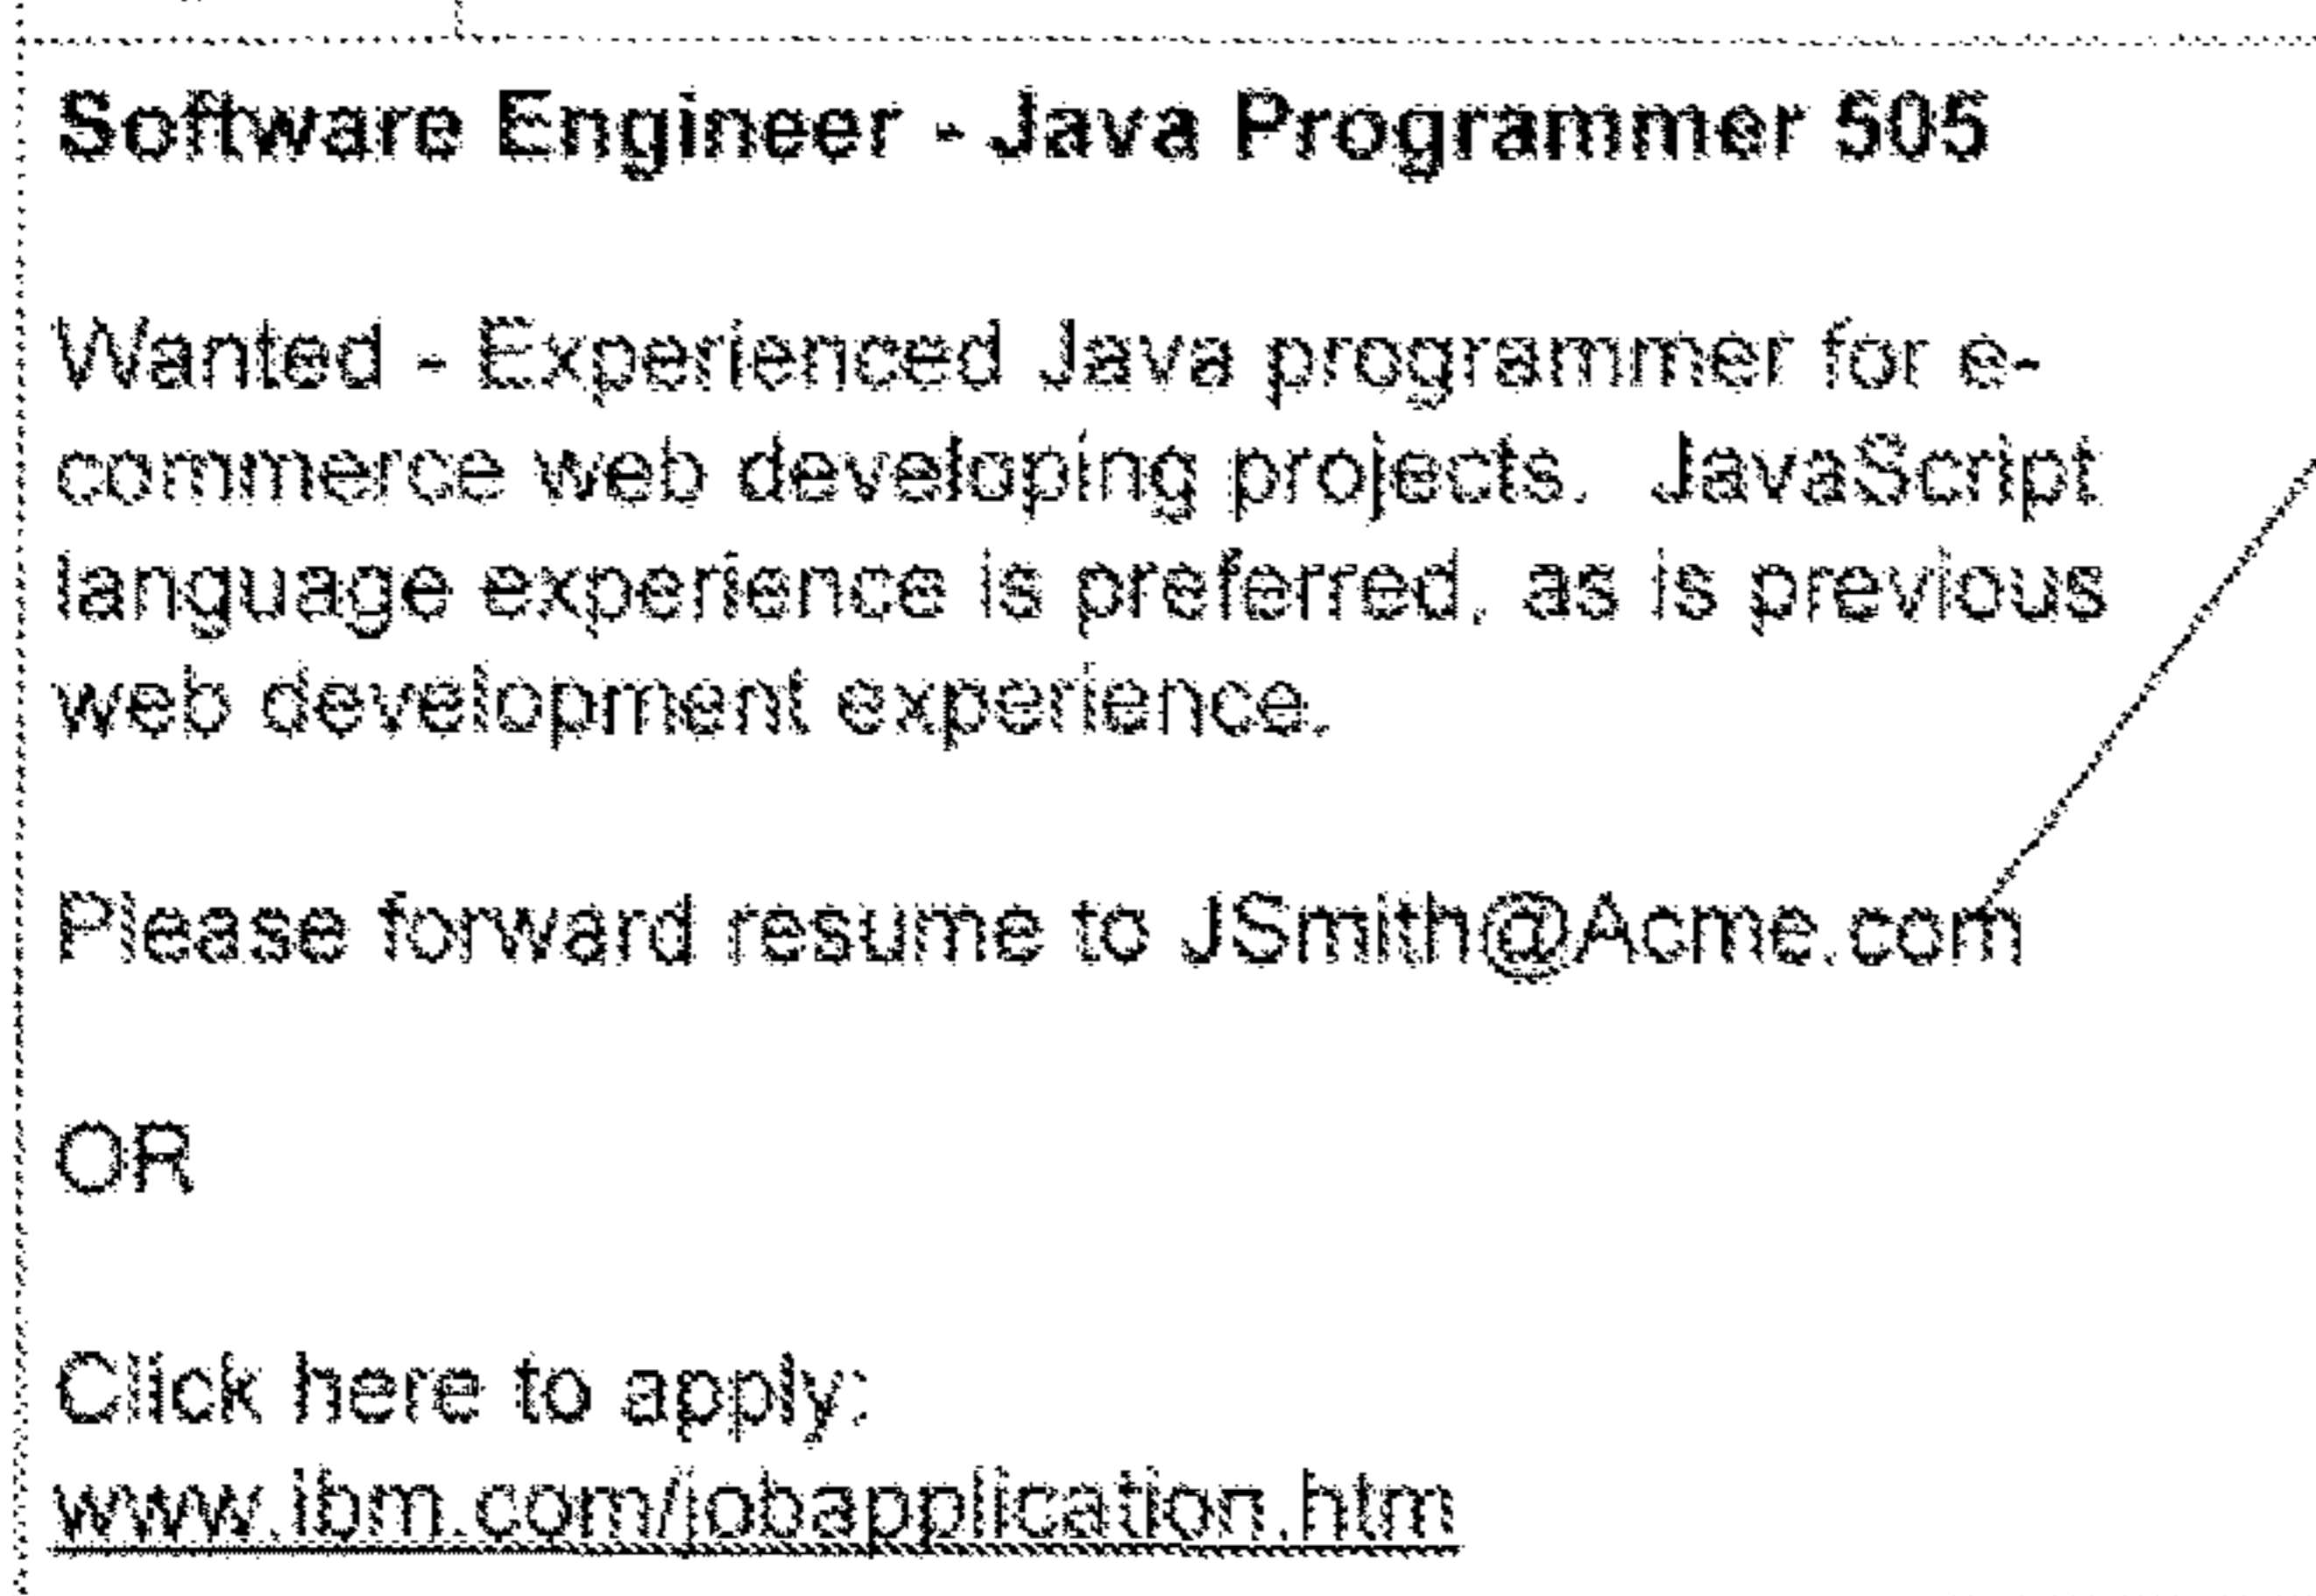 Software Engineer - Java Programmer 505
Wanted - Experienced Java programmer for e-
commerce web developing projects.  JavaScript
language experience is preferred, as is previous
web development experience.
Please forward resume to JSmith@Acme.com
OR
Click here to apply:
www.ibm.com/jobapplication.htm